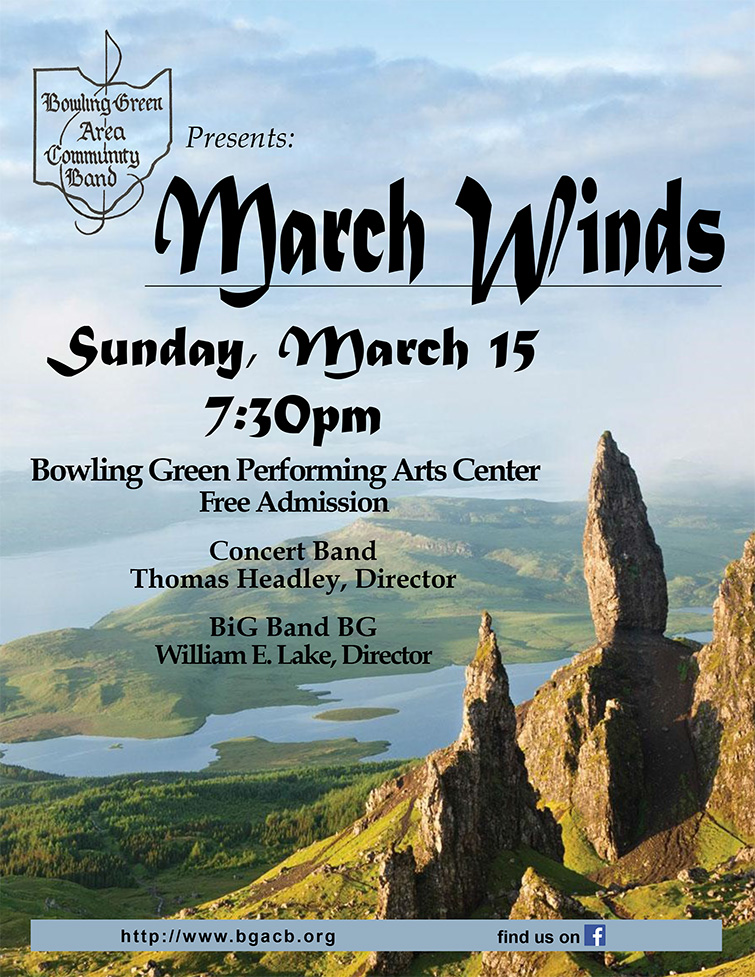 Bowling Green
Area
Community
Band
Presents:
March Winds
Sunday, March 15
7:30pm
Bowling Green Performing Arts Center
Free Admission
Concert Band
Thomas Headley, Director
BiG Band BG
William E. Lake, Director
http://www.bgacb.org
find us on f